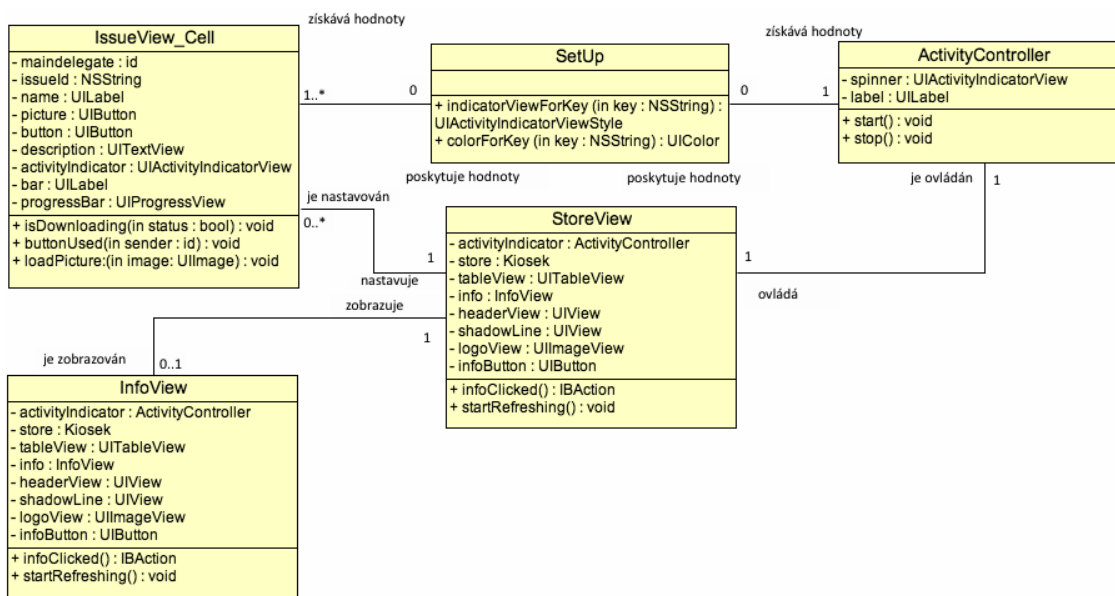 získává hodnoty
získává hodnoty
IssueView_Cell
- maindelegate : id
- issueId : NSString
- name : UILabel
- picture : UIButton
- button : UIButton
- description : UITextView
- activityIndicator : UIActivityIndicatorView
- bar : UILabel
- progressBar : UIProgressView
+ isDownloading(in status : bool) : void
+ buttonUsed(in sender : id) : void
+ loadPicture:(in image: UIImage) : void
1..*
0
SetUp
+ indicatorViewForKey (in key : NSString) :
UIActivityIndicatorViewStyle
+ colorForKey (in key : NSString) : UIColor
0
1
ActivityController
- spinner : UIActivityIndicatorView
- label : UILabel
+ start() : void
+ stop() : void
poskytuje hodnoty
poskytuje hodnoty
je ovládán
1
je nastavován
0..*
1
nastavuje
StoreView
- activityIndicator : ActivityController
- store : Kiosek
- tableView : UITableView
- info : InfoView
- headerView : UIView
- shadowLine : UIView
- logoView : UIImageView
- infoButton : UIButton
+ infoClicked() : IBAction
+ startRefreshing() : void
1
ovládá
zobrazuje
1
je zobrazován
0..1
InfoView
- activityIndicator : ActivityController
- store : Kiosek
- tableView : UITableView
- info : InfoView
- headerView : UIView
- shadowLine : UIView
- logoView : UIImageView
- infoButton : UIButton
+ infoClicked() : IBAction
+ startRefreshing() : void